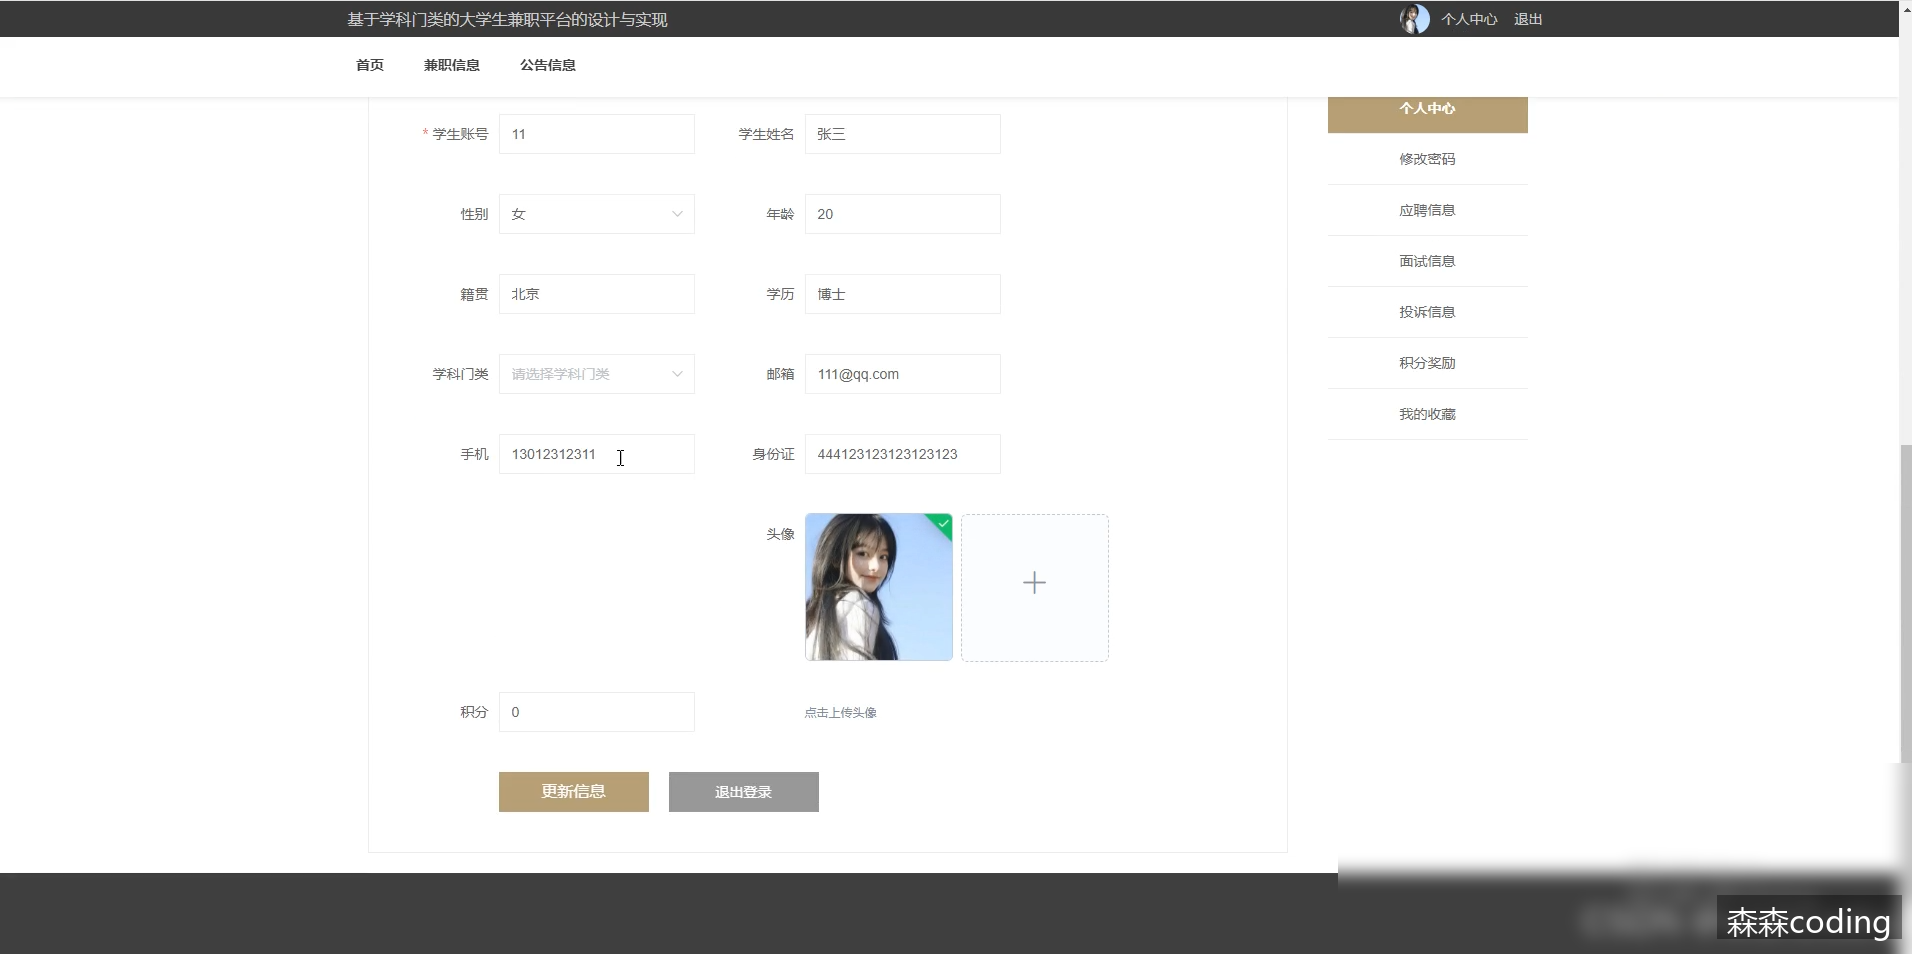 基于学科门类的大学生兼职平台的设计与实现
个人中心 退出
首页 兼职信息 公告信息
个人中心
* 学生账号 11 学生姓名 张三
修改密码
性别 女 年龄 20
应聘信息
面试信息
籍贯 北京 学历 博士
投诉信息
积分奖励
学科门类 请选择学科门类 邮箱 111@qq.com
我的收藏
手机 13012312311 身份证 444123123123123123
头像
积分 0 点击上传头像
更新信息 退出登录
森森coding